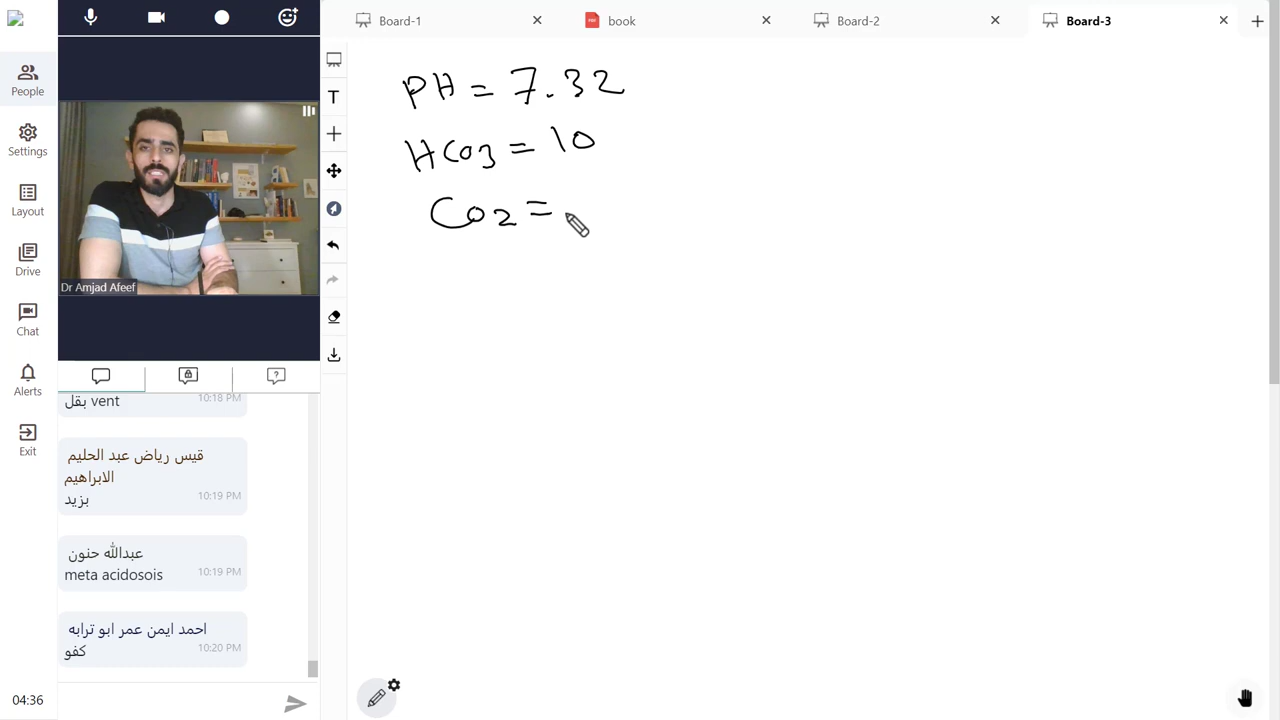 Board-1
book
Board-2
Board-3
People
Settings
Layout
Drive
Chat
Alerts
Exit
04:36
Dr Amjad Afeef
PDF
T
PH = 7.32
HCO3 = 10
CO2 =
بقل vent
10:18 PM
قيس رياض عبد الحليم
الابراهيم
بزيد
10:19 PM
عبدالله حنون
meta acidosois
10:19 PM
احمد ايمن عمر ابو ترابه
كفو
10:20 PM